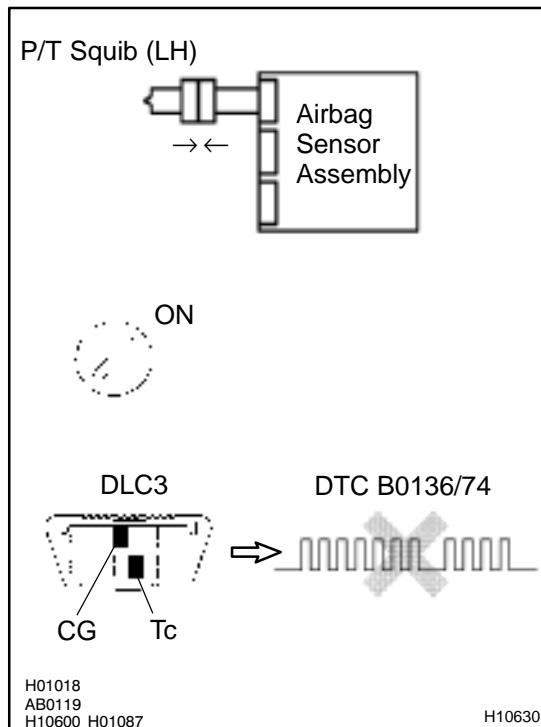 P/T Squib (LH)
Airbag
Sensor
Assembly
ON
DLC3
DTC B0136/74
CG
Tc
H01018
AB0119
H10600 H01087
H10630